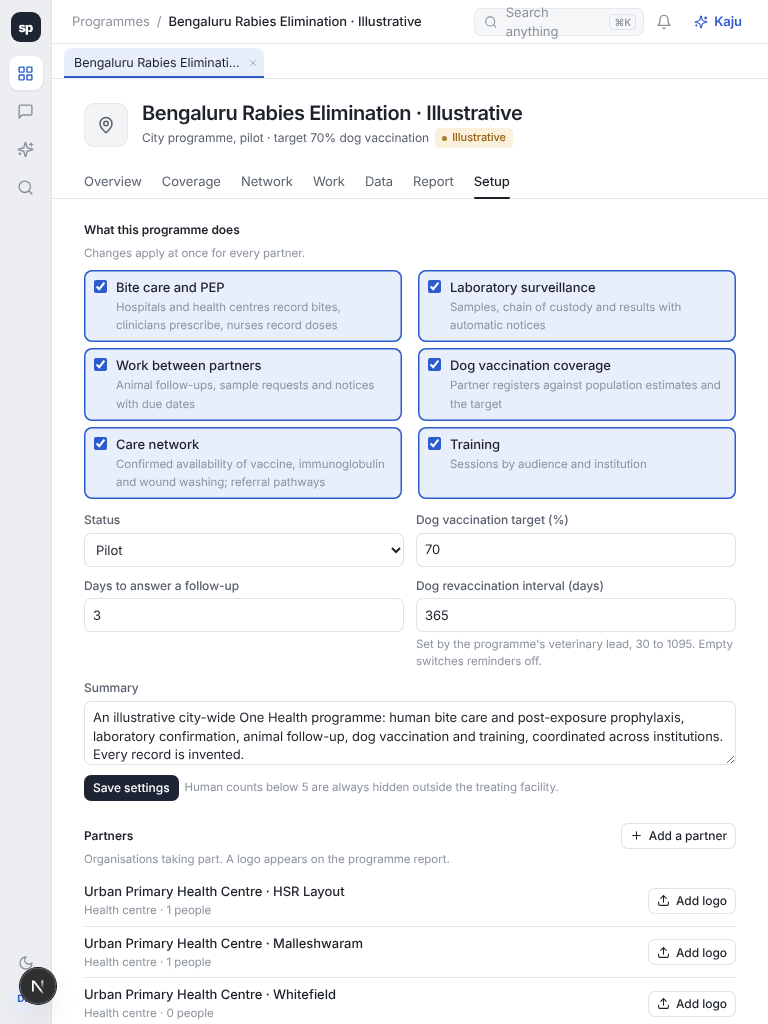 sp
Programmes / Bengaluru Rabies Elimination · Illustrative
Search anything
⌘K
Kaju
Bengaluru Rabies Eliminati... ×
Bengaluru Rabies Elimination · Illustrative
City programme, pilot · target 70% dog vaccination
Illustrative
Overview Coverage Network Work Data Report Setup
What this programme does
Changes apply at once for every partner.
Bite care and PEP
Hospitals and health centres record bites,
clinicians prescribe, nurses record doses
Laboratory surveillance
Samples, chain of custody and results with
automatic notices
Work between partners
Animal follow-ups, sample requests and notices
with due dates
Dog vaccination coverage
Partner registers against population estimates and
the target
Care network
Confirmed availability of vaccine, immunoglobulin
and wound washing; referral pathways
Training
Sessions by audience and institution
Status
Pilot
Dog vaccination target (%)
70
Days to answer a follow-up
3
Dog revaccination interval (days)
365
Set by the programme's veterinary lead, 30 to 1095. Empty
switches reminders off.
Summary
An illustrative city-wide One Health programme: human bite care and post-exposure prophylaxis,
laboratory confirmation, animal follow-up, dog vaccination and training, coordinated across institutions.
Every record is invented.
Save settings
Human counts below 5 are always hidden outside the treating facility.
Partners
Add a partner
Organisations taking part. A logo appears on the programme report.
Urban Primary Health Centre · HSR Layout
Health centre · 1 people
Add logo
Urban Primary Health Centre · Malleshwaram
Health centre · 1 people
Add logo
Urban Primary Health Centre · Whitefield
Health centre · 0 people
Add logo
N